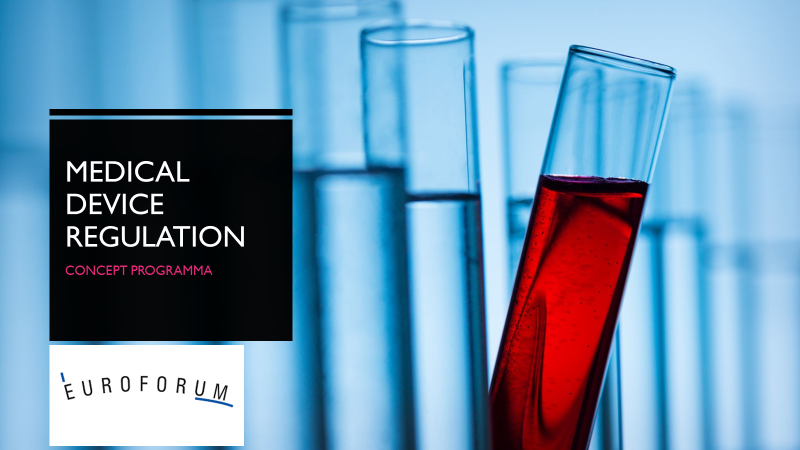 MEDICAL
DEVICE
REGULATION
CONCEPT PROGRAMMA
EUROFORUM